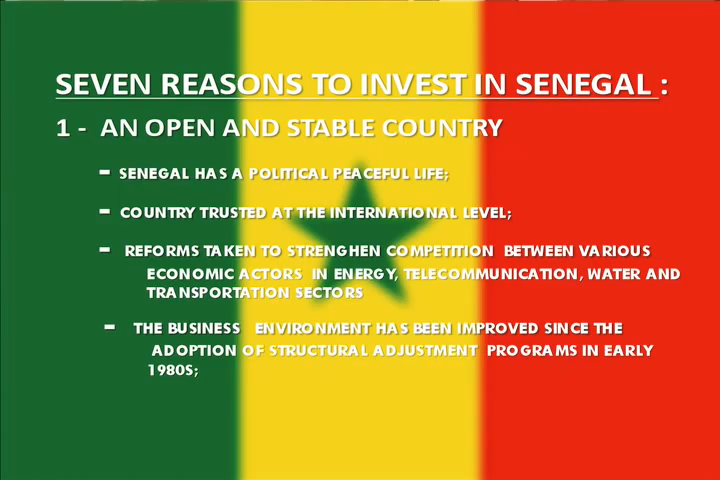 SEVEN REASONS TO INVEST IN SENEGAL :
1 - AN OPEN AND STABLE COUNTRY
- SENEGAL HAS A POLITICAL PEACEFUL LIFE;
- COUNTRY TRUSTED AT THE INTERNATIONAL LEVEL;
- REFORMS TAKEN TO STRENGHEN COMPETITION BETWEEN VARIOUS
ECONOMIC ACTORS IN ENERGY, TELECOMMUNICATION, WATER AND
TRANSPORTATION SECTORS
- THE BUSINESS ENVIRONMENT HAS BEEN IMPROVED SINCE THE
ADOPTION OF STRUCTURAL ADJUSTMENT PROGRAMS IN EARLY
1980S;